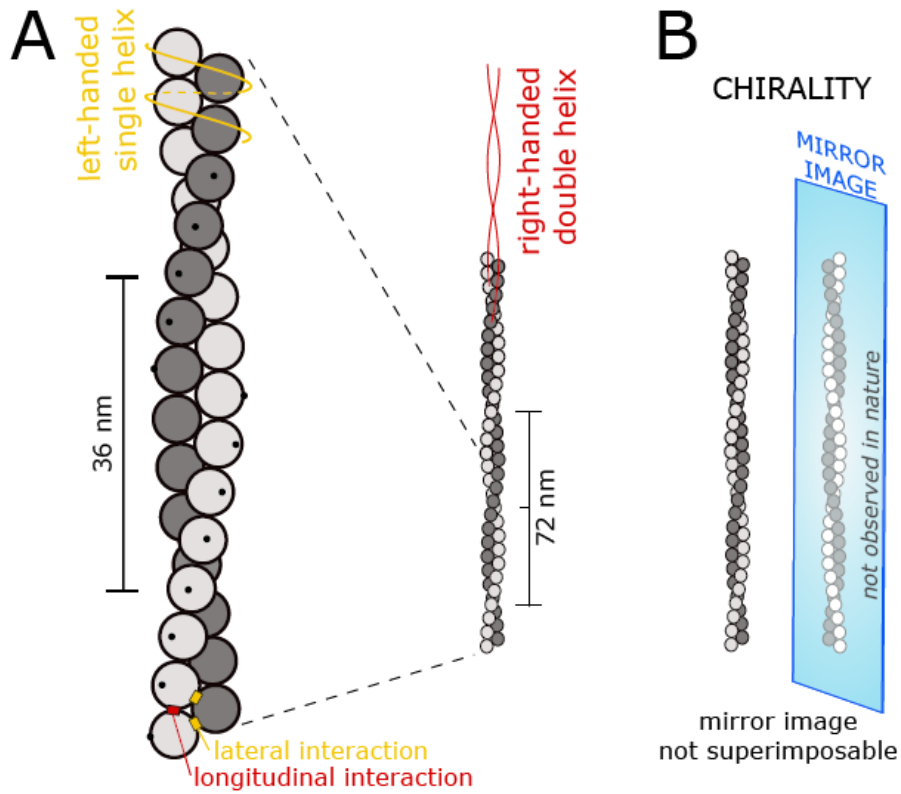 A
left-handed
single helix
36 nm
lateral interaction
longitudinal interaction
right-handed
double helix
72 nm
B
CHIRALITY
MIRROR
IMAGE
not observed in nature
mirror image
not superimposable